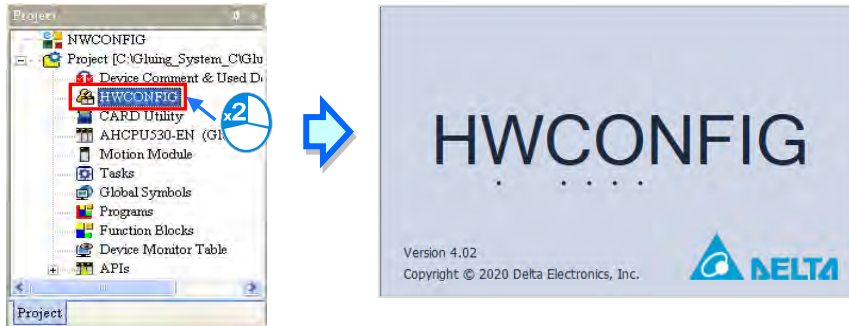 Project
NWCONFIG
Project [C:\Gluing_System_C\Glu
Device Comment & Used D
HWCONFIG
x2
CARD Utility
AHCPU530-EN (Gl
Motion Module
Tasks
Global Symbols
Programs
Function Blocks
Device Monitor Table
APIs
Project
HWCONFIG
Version 4.02
Copyright © 2020 Delta Electronics, Inc.
DELTA